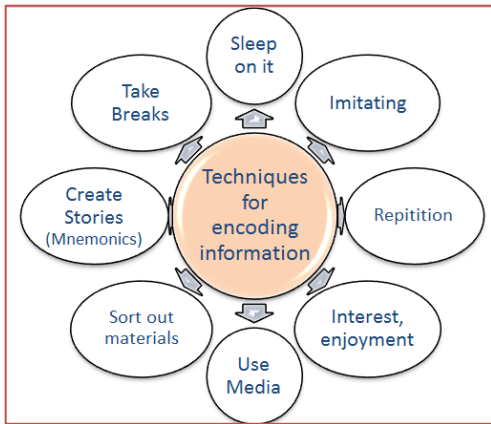 Sleep
on it
Imitating
Repitition
Interest,
enjoyment
Use
Media
Sort out
materials
Create
Stories
(Mnemonics)
Take
Breaks
Techniques
for
encoding
information